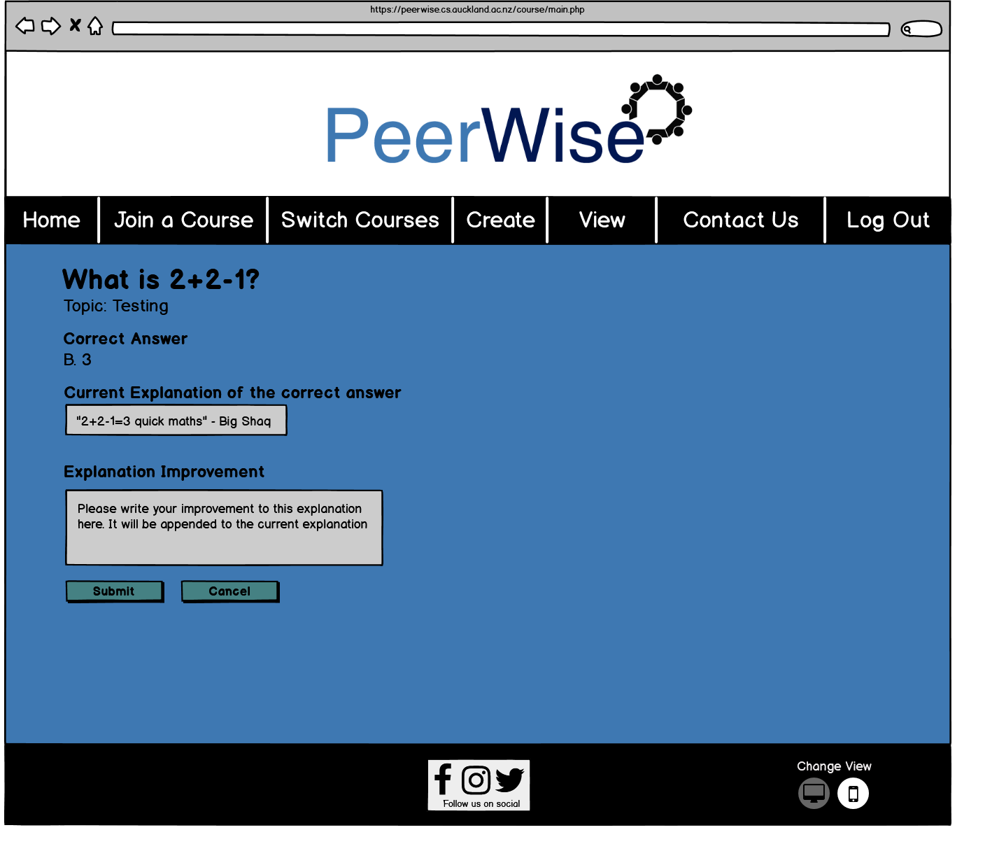 https://peerwise.cs.auckland.ac.nz/course/main.php
PeerWise
Home Join a Course Switch Courses Create View Contact Us Log Out
What is 2+2-1?
Topic: Testing
Correct Answer
B. 3
Current Explanation of the correct answer
"2+2-1=3 quick maths" - Big Shaq
Explanation Improvement
Please write your improvement to this explanation
here. It will be appended to the current explanation
Submit Cancel
Change View
Follow us on social